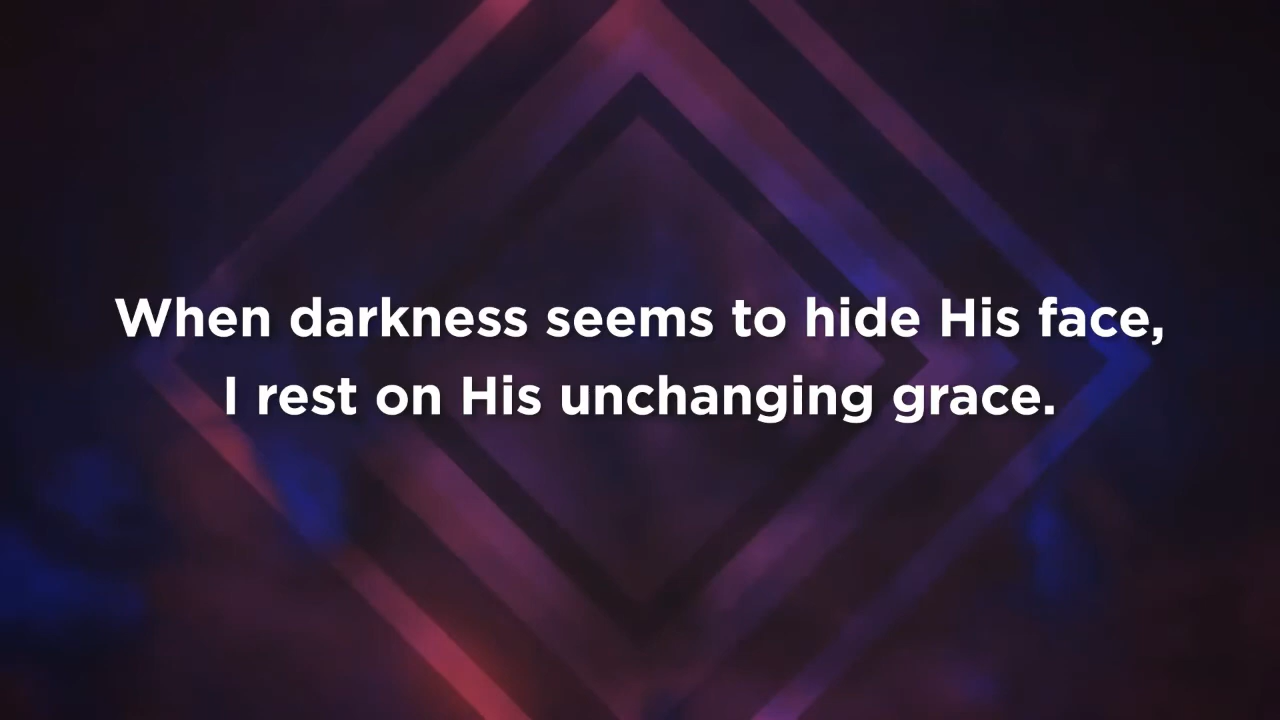 When darkness seems to hide His face,
I rest on His unchanging grace.